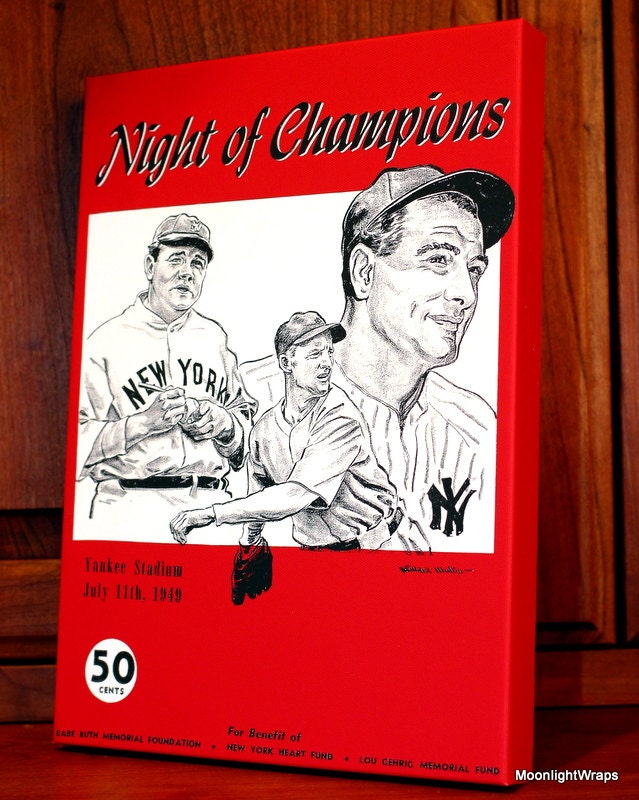 Night of Champions
NEW YORK
NY
Yankee Stadium
July 11th, 1949
50
CENTS
For Benefit of
BABE RUTH MEMORIAL FOUNDATION • NEW YORK HEART FUND • LOU GEHRIG MEMORIAL FUND
MoonlightWraps